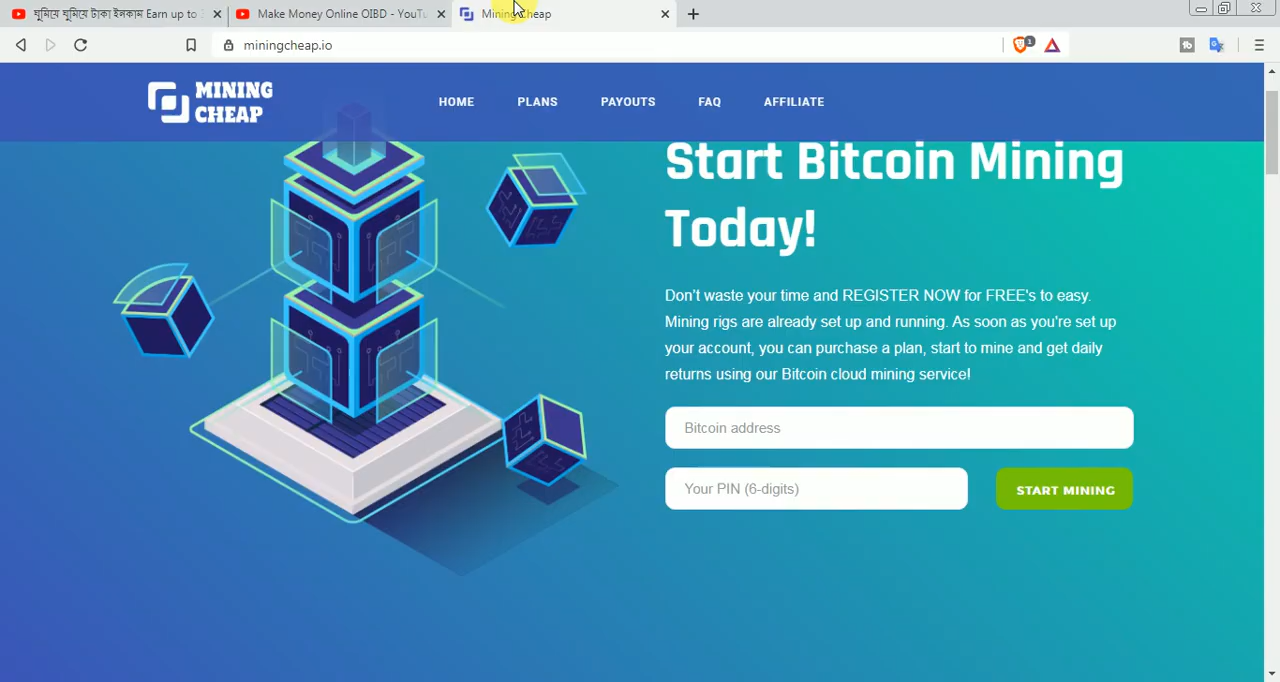 ঘুমিয়ে ঘুমিয়ে টাকা ইনকাম Earn up to
Make Money Online OIBD - YouTu
Mining Cheap
miningcheap.io
1
MINING
CHEAP
HOME
PLANS
PAYOUTS
FAQ
AFFILIATE
Start Bitcoin Mining
Today!
Don't waste your time and REGISTER NOW for FREE's to easy.
Mining rigs are already set up and running. As soon as you're set up
your account, you can purchase a plan, start to mine and get daily
returns using our Bitcoin cloud mining service!
Bitcoin address
Your PIN (6-digits)
START MINING